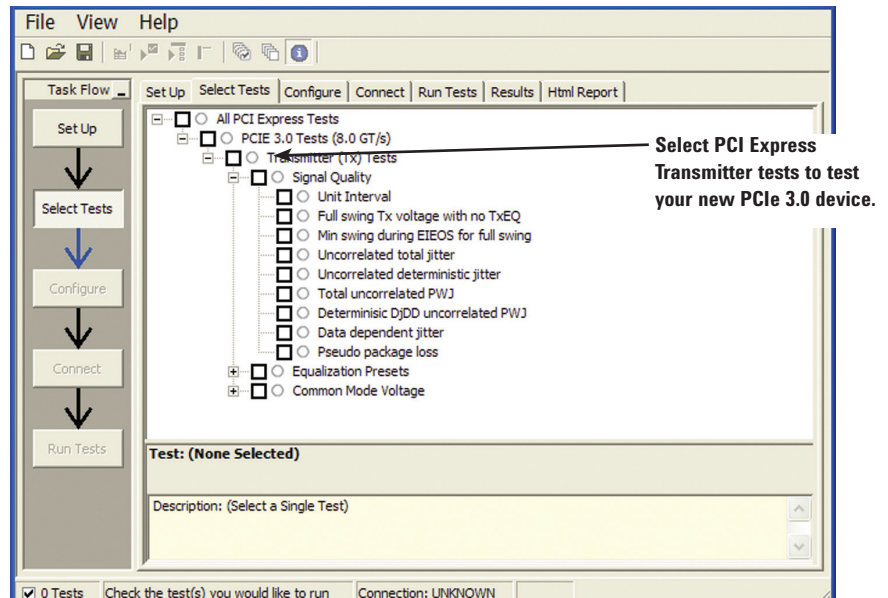 File View Help
Task Flow
Set Up
Select Tests
Configure
Connect
Run Tests
Set Up Select Tests Configure Connect Run Tests Results Html Report
All PCI Express Tests
PCIE 3.0 Tests (8.0 GT/s)
Transmitter (Tx) Tests
Signal Quality
Unit Interval
Full swing Tx voltage with no TxEQ
Min swing during EIEOS for full swing
Uncorrelated total jitter
Uncorrelated deterministic jitter
Total uncorrelated PWJ
Determinisic DjDD uncorrelated PWJ
Data dependent jitter
Pseudo package loss
Equalization Presets
Common Mode Voltage
Select PCI Express
Transmitter tests to test
your new PCIe 3.0 device.
Test: (None Selected)
Description: (Select a Single Test)
0 Tests Check the test(s) you would like to run Connection: UNKNOWN